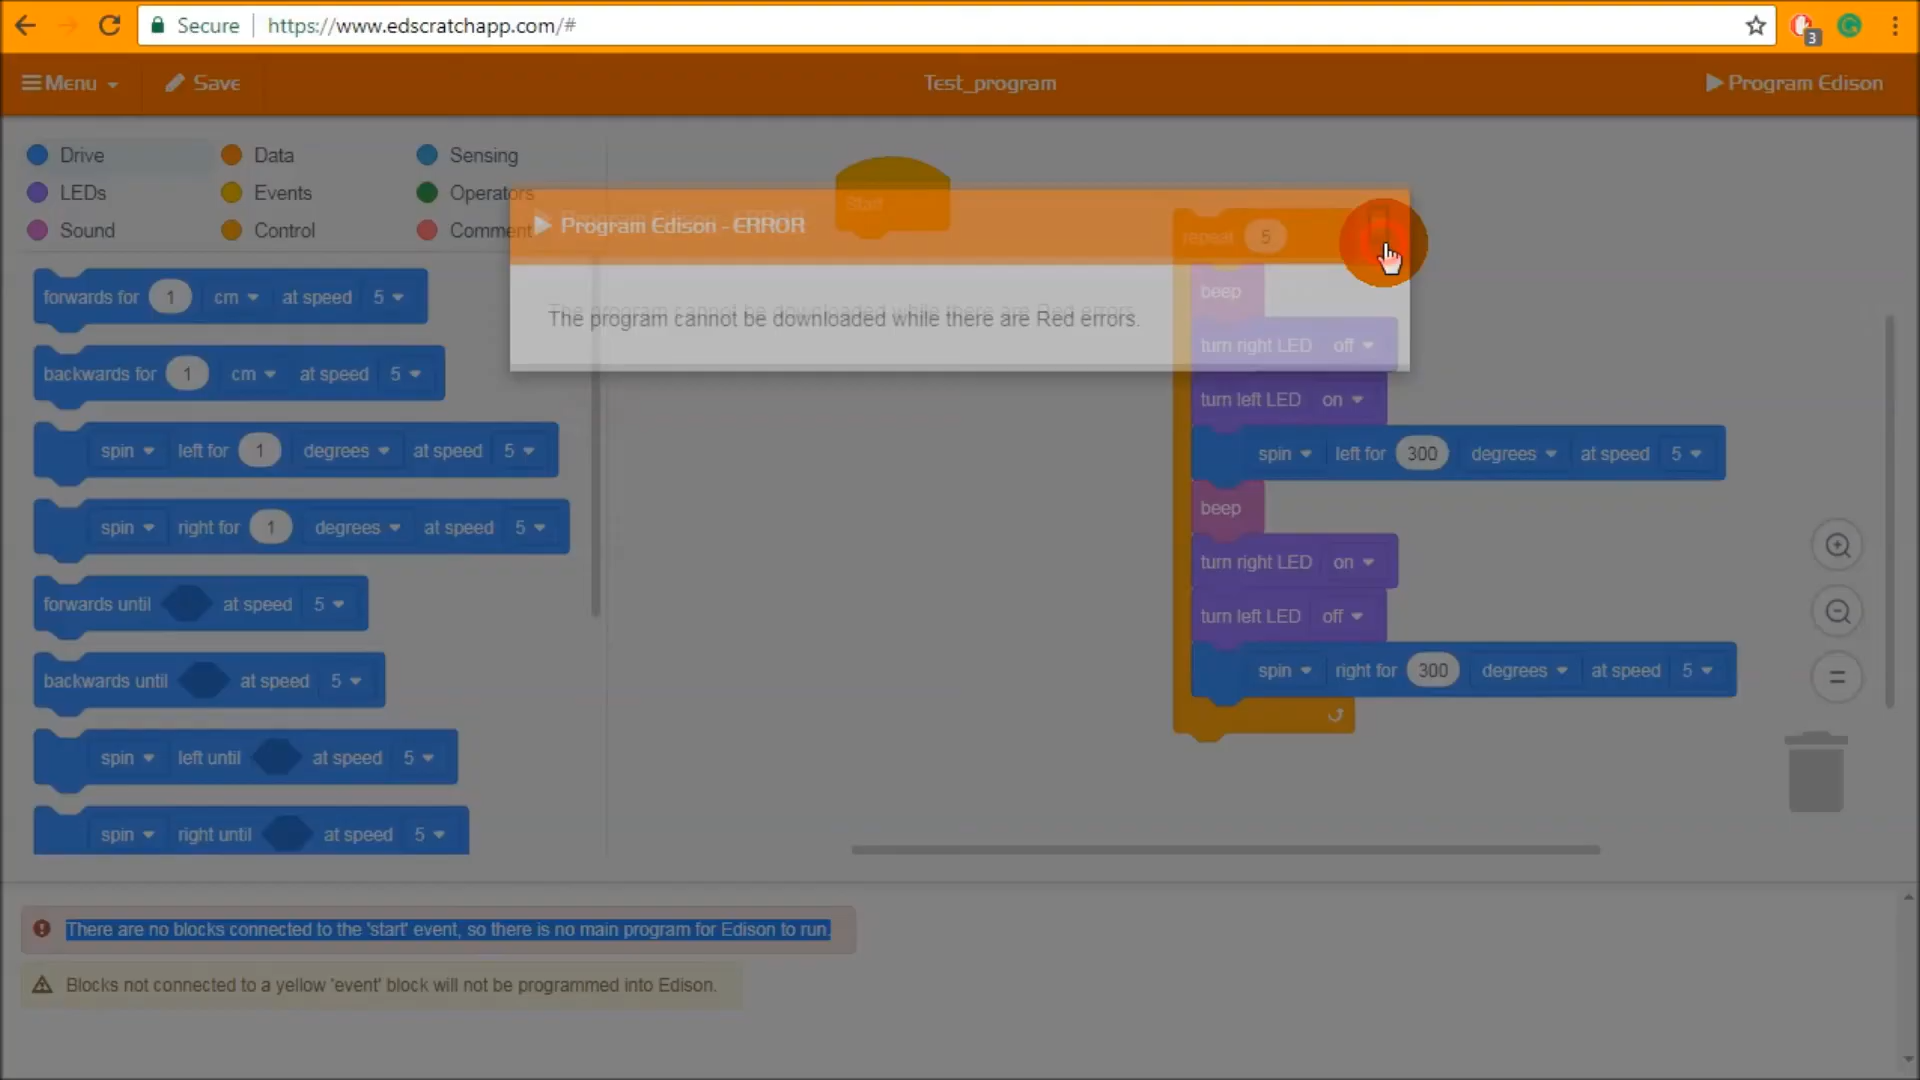 Secure https://www.edscratchapp.com/#
3
Menu Save Test_program Program Edison
Drive Data Sensing
LEDs Events Operators
Sound Control Comment
Start
Program Edison - ERROR
The program cannot be downloaded while there are Red errors.
forwards for 1 cm at speed 5
backwards for 1 cm at speed 5
spin left for 1 degrees at speed 5
spin right for 1 degrees at speed 5
forwards until at speed 5
backwards until at speed 5
spin left until at speed 5
spin right until at speed 5
repeat 5
beep
turn right LED off
turn left LED on
spin left for 300 degrees at speed 5
beep
turn right LED on
turn left LED off
spin right for 300 degrees at speed 5
There are no blocks connected to the 'start' event, so there is no main program for Edison to run.
Blocks not connected to a yellow 'event' block will not be programmed into Edison.